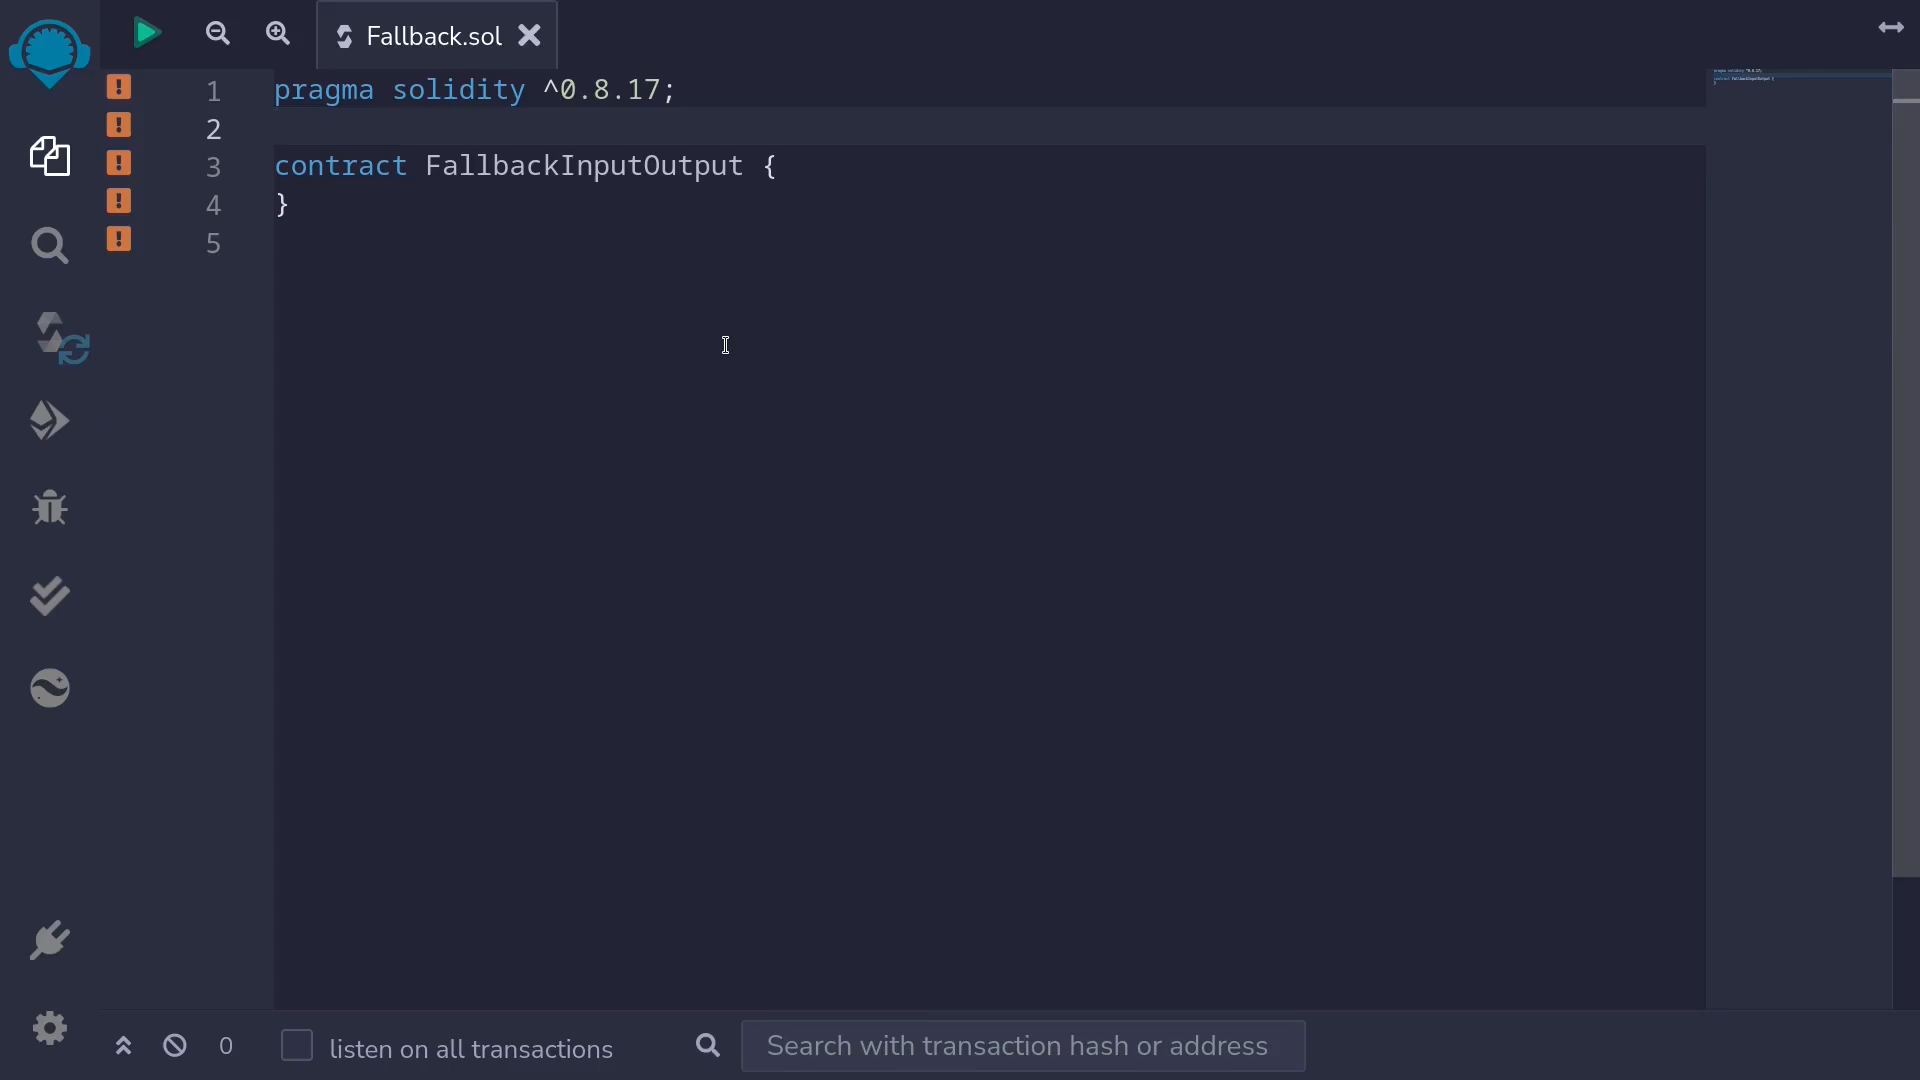 Fallback.sol
1 pragma solidity ^0.8.17;
2
3 contract FallbackInputOutput {
4 }
5
0 listen on all transactions Search with transaction hash or address